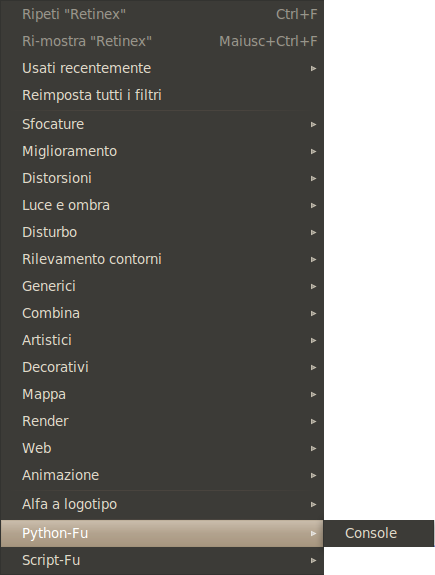 Ripeti "Retinex" Ctrl+F
Ri-mostra "Retinex" Maiusc+Ctrl+F
Usati recentemente
Reimposta tutti i filtri
Sfocature
Miglioramento
Distorsioni
Luce e ombra
Disturbo
Rilevamento contorni
Generici
Combina
Artistici
Decorativi
Mappa
Render
Web
Animazione
Alfa a logotipo
Python-Fu Console
Script-Fu